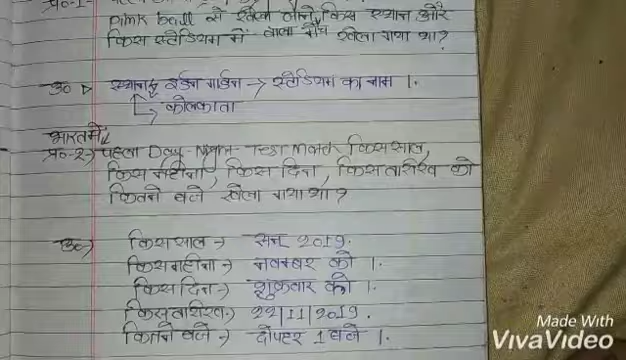 pink ball से खेला जाने, किस स्थान और
किस स्टेडियम में वाला मैच खेला गया था?
उ० स्थान ईडन गार्डन → स्टेडियम का नाम |.
→ कोलकाता
भारत में
प्र०-2→ पहला Day-Night Test Match किस साल,
किस महीना, किस दिन, किस तारीख को
कितने बजे खेला गया था?
उ०→ किस साल → सन् 2019.
किस महीना → नवम्बर को |.
किस दिन → शुक्रवार को |.
किस तारीख → 22/11/2019.
कितने बजे → दोपहर 1 बजे |.
Made With
VivaVideo